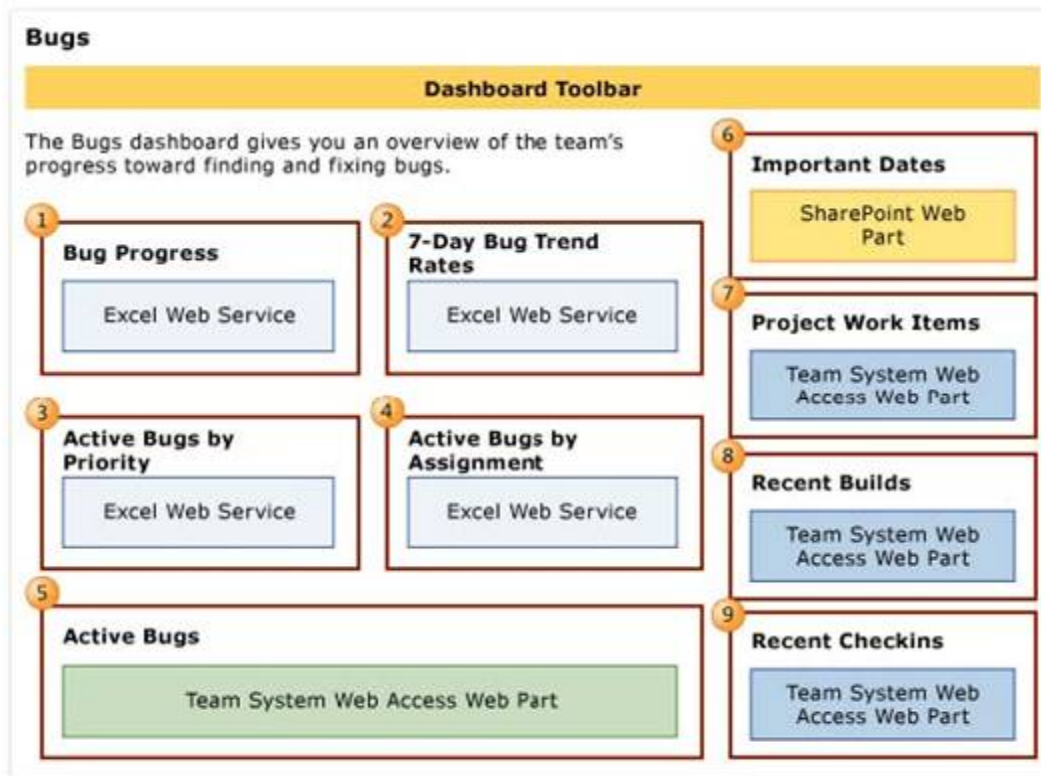 Bugs
Dashboard Toolbar
The Bugs dashboard gives you an overview of the team's
progress toward finding and fixing bugs.
1
Bug Progress
Excel Web Service
2
7-Day Bug Trend
Rates
Excel Web Service
3
Active Bugs by
Priority
Excel Web Service
4
Active Bugs by
Assignment
Excel Web Service
5
Active Bugs
Team System Web Access Web Part
6
Important Dates
SharePoint Web
Part
7
Project Work Items
Team System Web
Access Web Part
8
Recent Builds
Team System Web
Access Web Part
9
Recent Checkins
Team System Web
Access Web Part